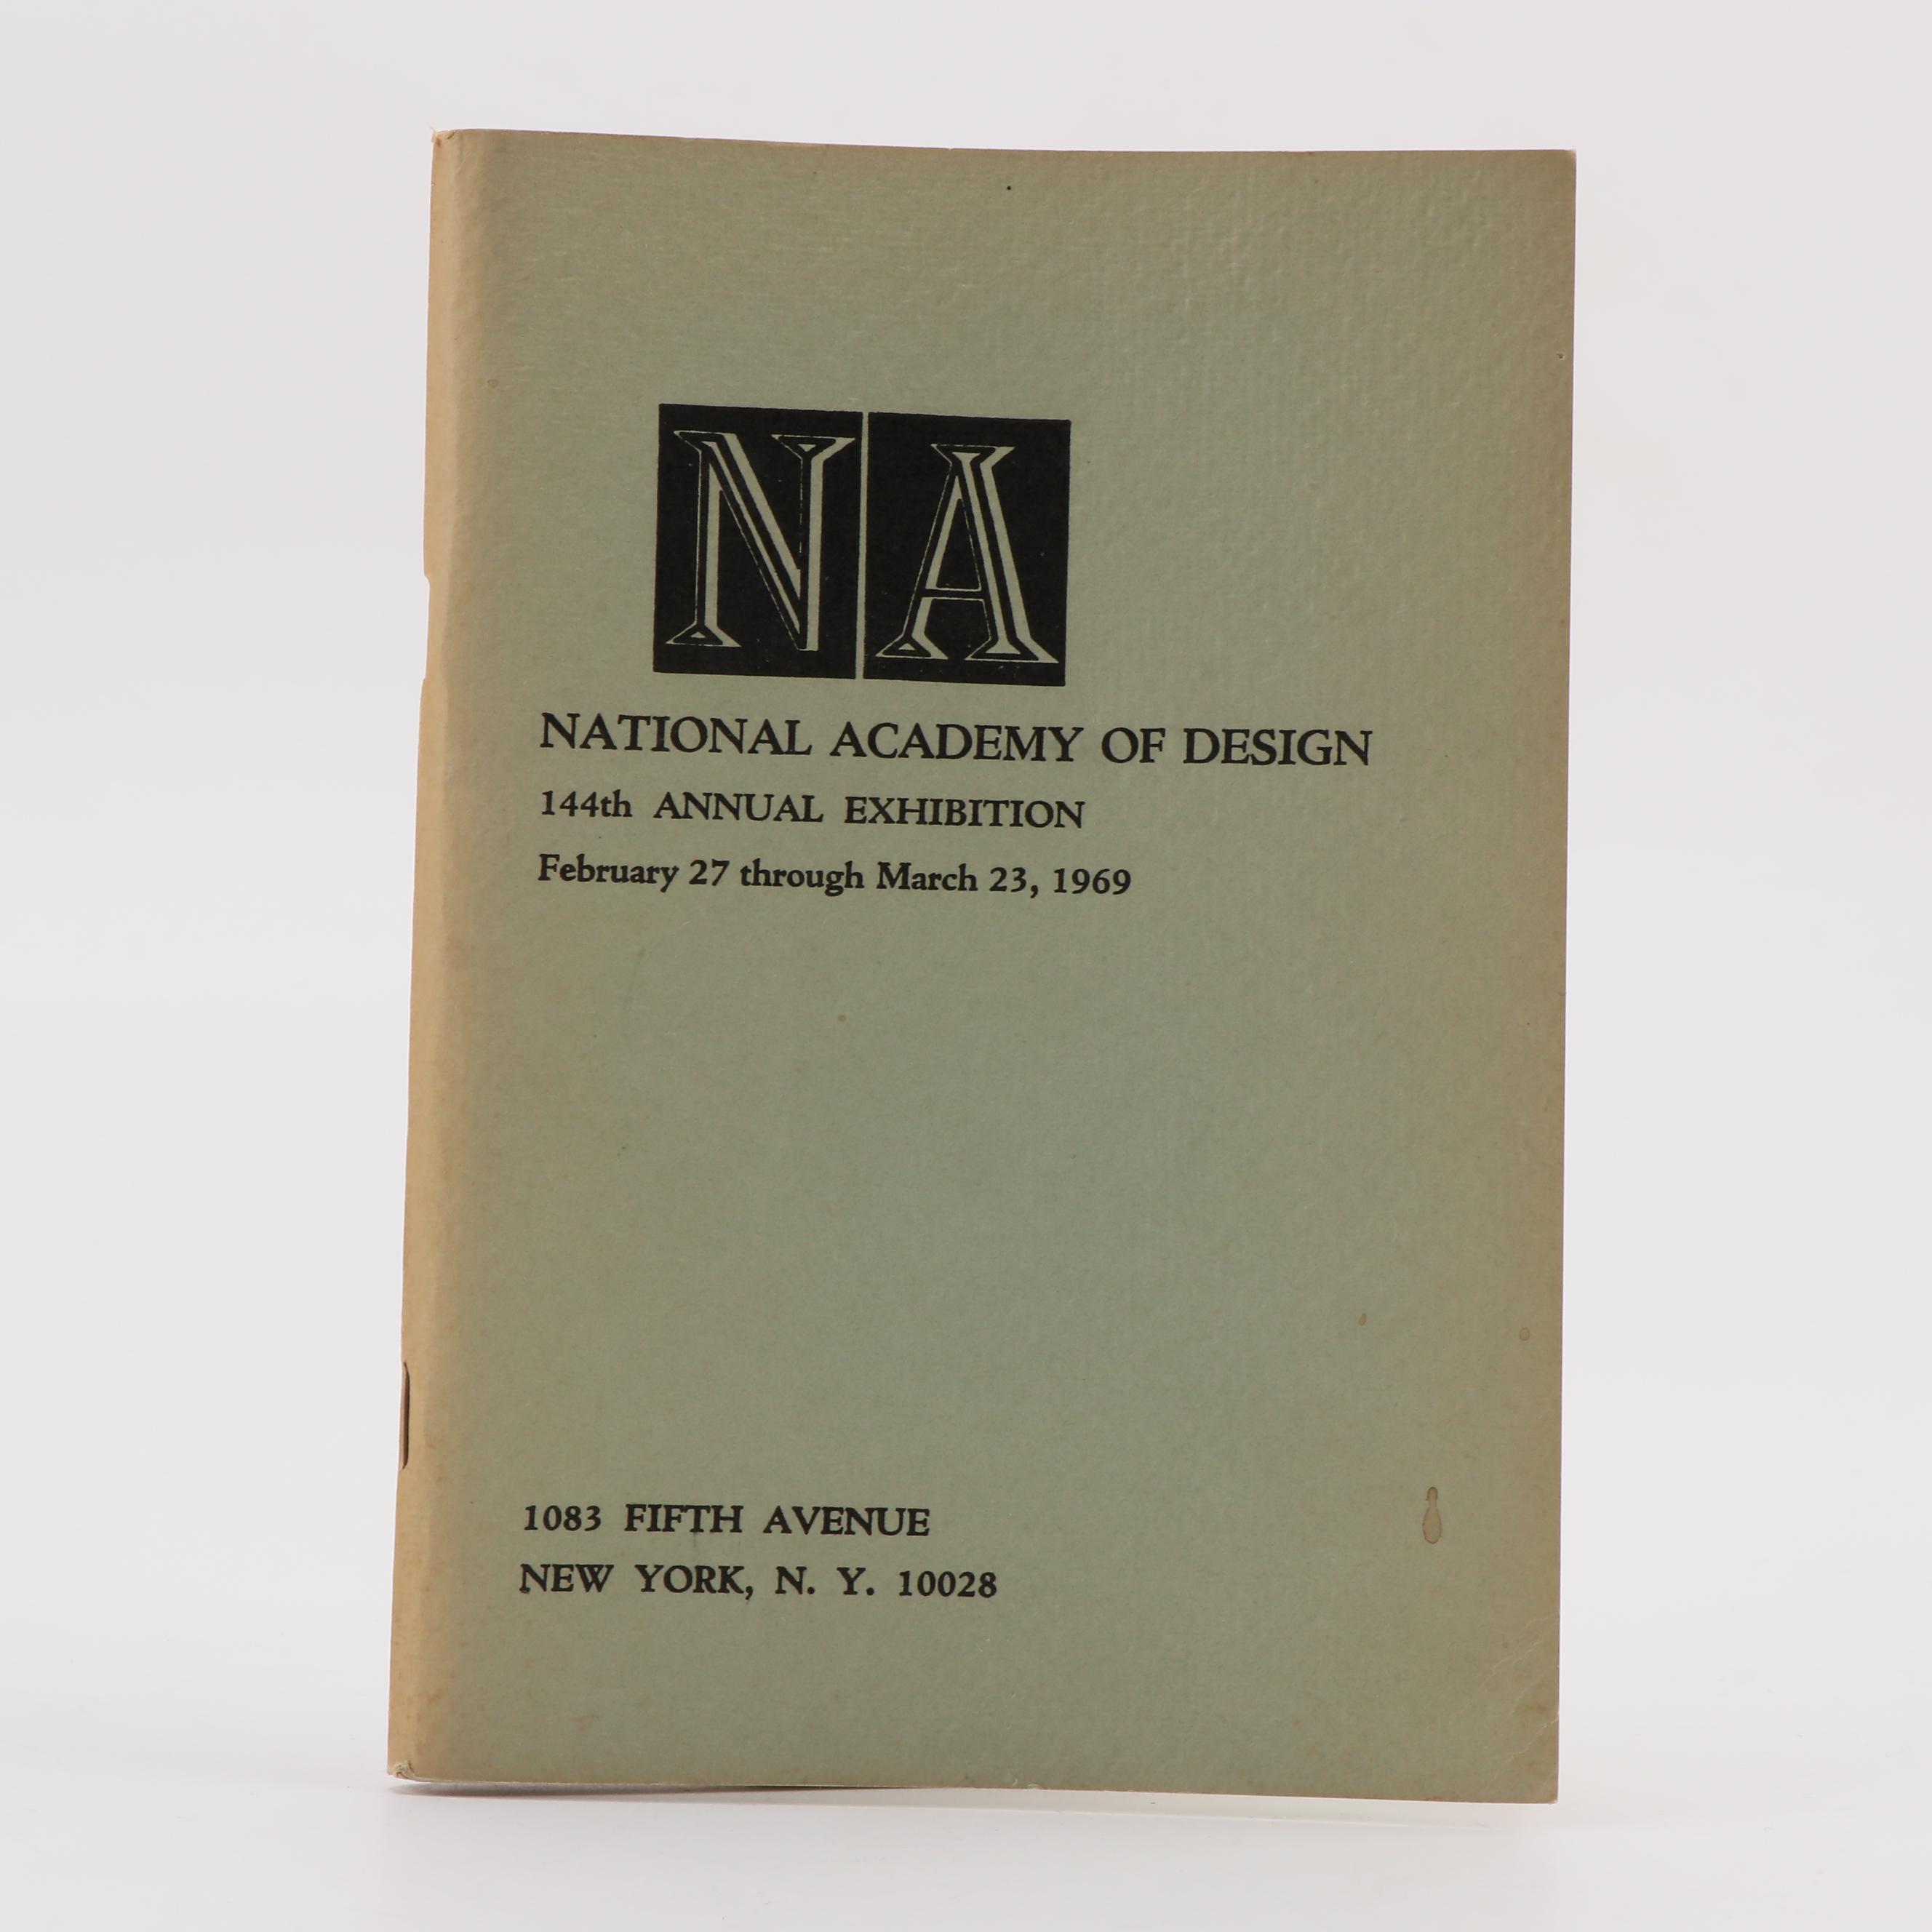 NA
NATIONAL ACADEMY OF DESIGN
144th ANNUAL EXHIBITION
February 27 through March 23, 1969
1083 FIFTH AVENUE
NEW YORK, N. Y. 10028